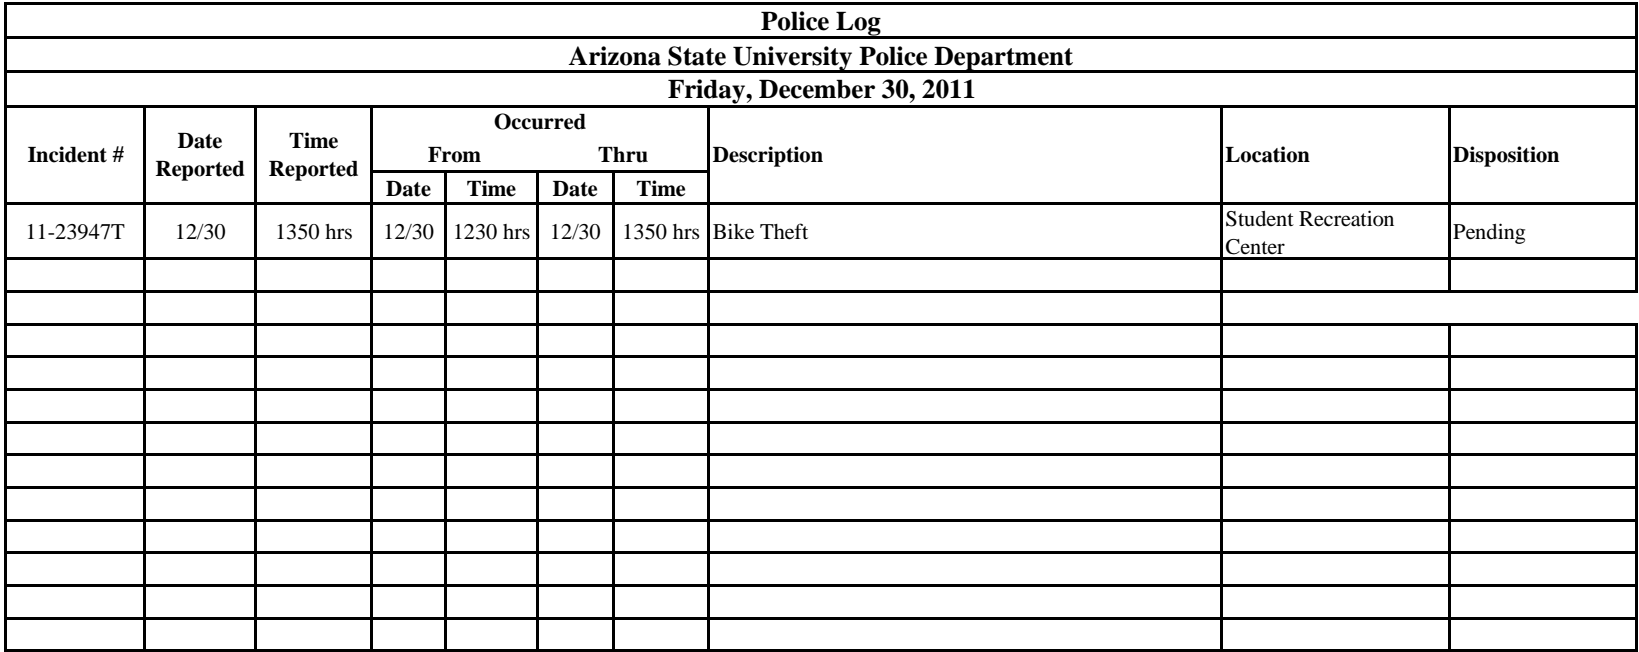 Police Log
Arizona State University Police Department
Friday, December 30, 2011
Incident # Date Reported Time Reported Occurred Description Location Disposition
From Thru
Date Time Date Time
11-23947T 12/30 1350 hrs 12/30 1230 hrs 12/30 1350 hrs Bike Theft Student Recreation Center Pending